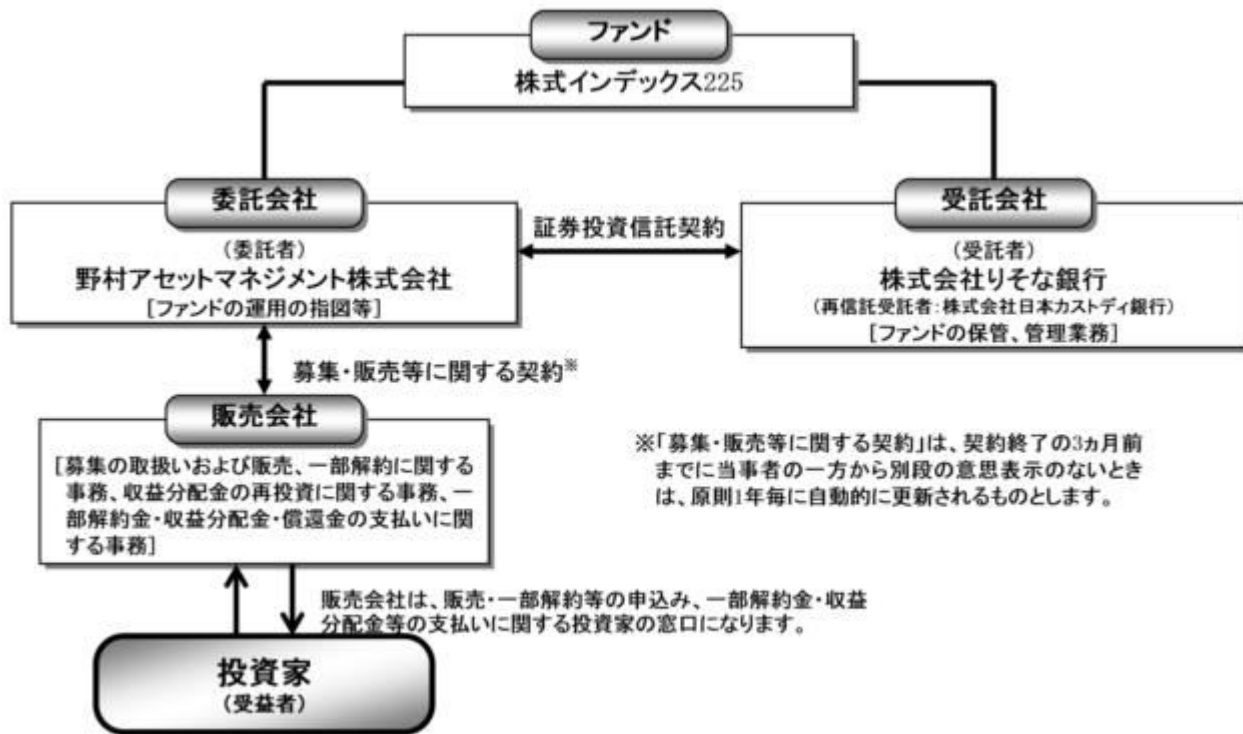 ファンド
株式インデックス225
委託会社
(委託者)
野村アセットマネジメント株式会社
[ファンドの運用の指図等]
証券投資信託契約
受託会社
(受託者)
株式会社りそな銀行
(再信託受託者:株式会社日本カストディ銀行)
[ファンドの保管、管理業務]
募集・販売等に関する契約※
販売会社
[募集の取扱いおよび販売、一部解約に関する
事務、収益分配金の再投資に関する事務、一
部解約金・収益分配金・償還金の支払いに関
する事務]
※「募集・販売等に関する契約」は、契約終了の3ヵ月前
までに当事者の一方から別段の意思表示のないとき
は、原則1年毎に自動的に更新されるものとします。
販売会社は、販売・一部解約等の申込み、一部解約金・収益
分配金等の支払いに関する投資家の窓口になります。
投資家
(受益者)